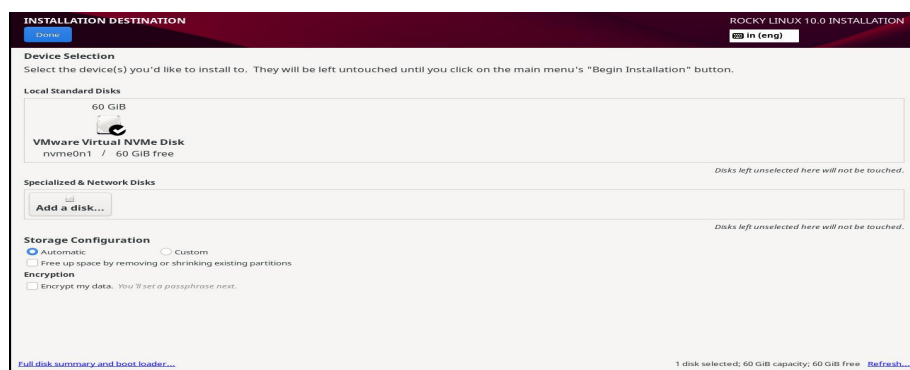 INSTALLATION DESTINATION
ROCKY LINUX 10.0 INSTALLATION
Done
in (eng)
Device Selection
Select the device(s) you'd like to install to. They will be left untouched until you click on the main menu's "Begin Installation" button.
Local Standard Disks
60 GiB
VMware Virtual NVMe Disk
nvme0n1 / 60 GiB free
Disks left unselected here will not be touched.
Specialized & Network Disks
Add a disk...
Disks left unselected here will not be touched.
Storage Configuration
Automatic Custom
Free up space by removing or shrinking existing partitions
Encryption
Encrypt my data. You'll set a passphrase next.
Full disk summary and boot loader...
1 disk selected; 60 GiB capacity; 60 GiB free Refresh...